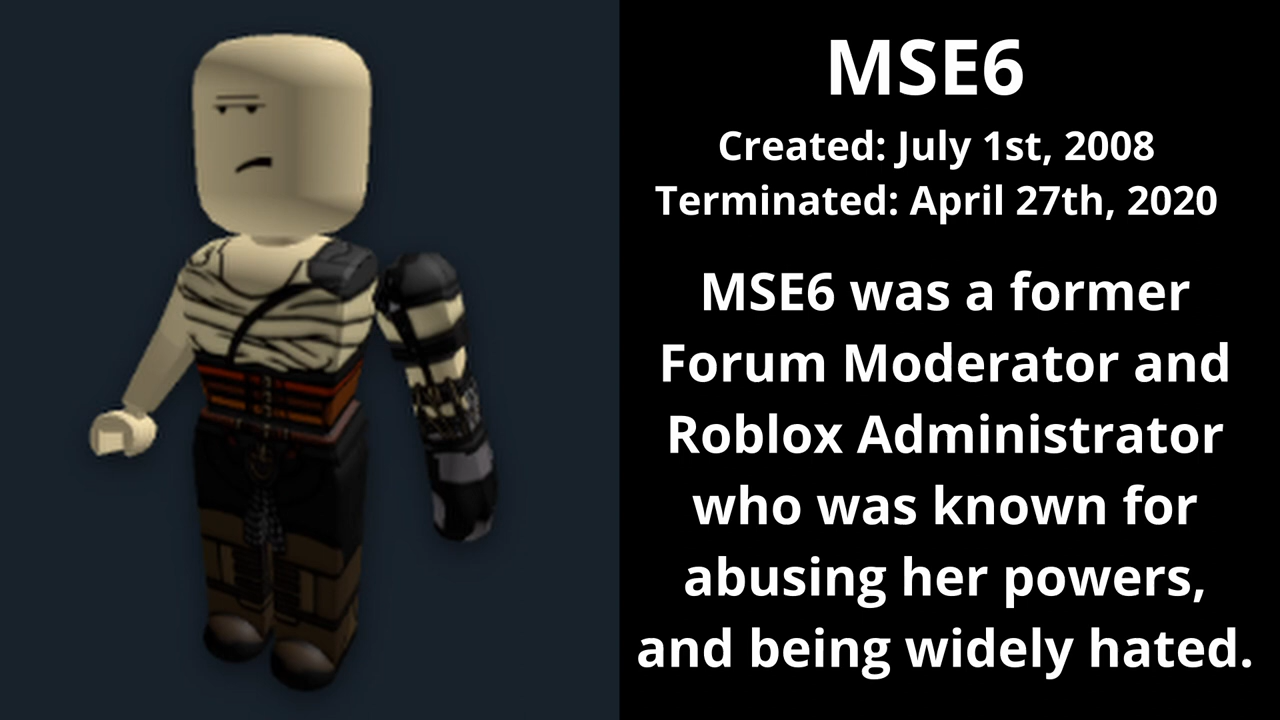 MSE6
Created: July 1st, 2008
Terminated: April 27th, 2020
MSE6 was a former
Forum Moderator and
Roblox Administrator
who was known for
abusing her powers,
and being widely hated.